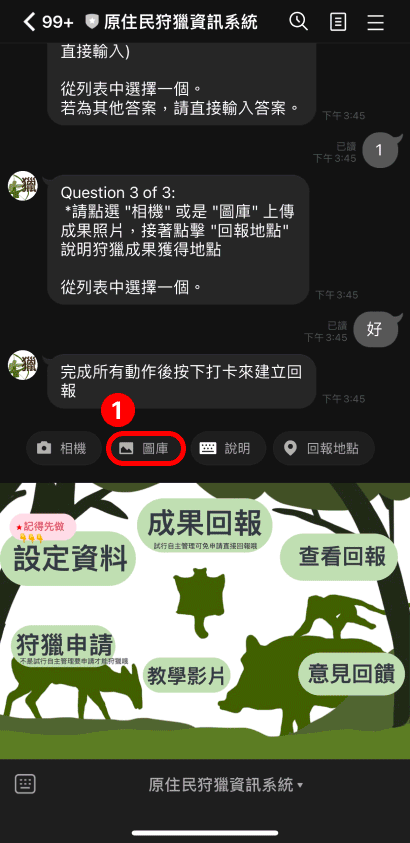 99+
原住民狩獵資訊系統
直接輸入)
從列表中選擇一個。
若為其他答案，請直接輸入答案。
下午3:45
已讀
下午3:45
1
獵
Question 3 of 3:
*請點選 "相機" 或是 "圖庫" 上傳
成果照片，接著點擊 "回報地點"
說明狩獵成果獲得地點
從列表中選擇一個。
下午3:45
已讀
下午3:45
好
獵
完成所有動作後按下打卡來建立回
報
下午3:45
1
相機
圖庫
說明
回報地點
★記得先做
👇👇👇
設定資料
成果回報
試行自主管理可免申請直接回報哦
查看回報
狩獵申請
不是試行自主管理要申請才能狩獵哦
教學影片
意見回饋
原住民狩獵資訊系統 ▾